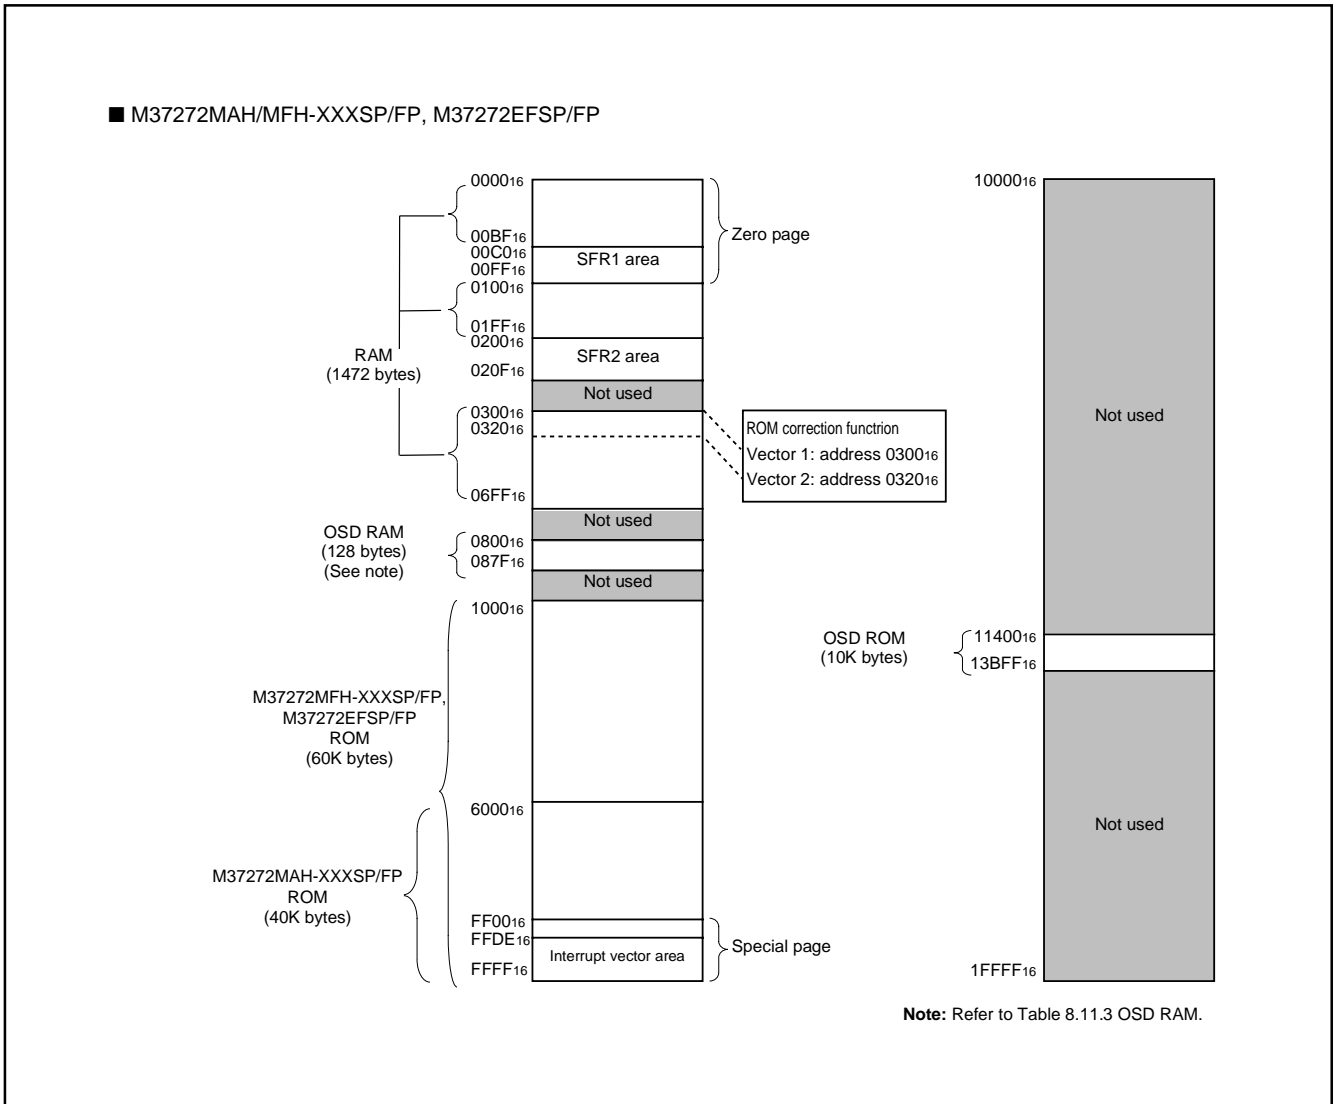 ■ M37272MAH/MFH-XXXSP/FP, M37272EFSP/FP
000016
00BF16
00C016
00FF16
010016
01FF16
020016
020F16
030016
032016
06FF16
080016
087F16
100016
600016
FF0016
FFDE16
FFFF16
RAM
(1472 bytes)
OSD RAM
(128 bytes)
(See note)
M37272MFH-XXXSP/FP,
M37272EFSP/FP
ROM
(60K bytes)
M37272MAH-XXXSP/FP
ROM
(40K bytes)
SFR1 area
SFR2 area
Not used
Not used
Not used
Interrupt vector area
Zero page
ROM correction functrion
Vector 1: address 030016
Vector 2: address 032016
Special page
1000016
1140016
13BFF16
1FFFF16
OSD ROM
(10K bytes)
Not used
Not used
Note: Refer to Table 8.11.3 OSD RAM.